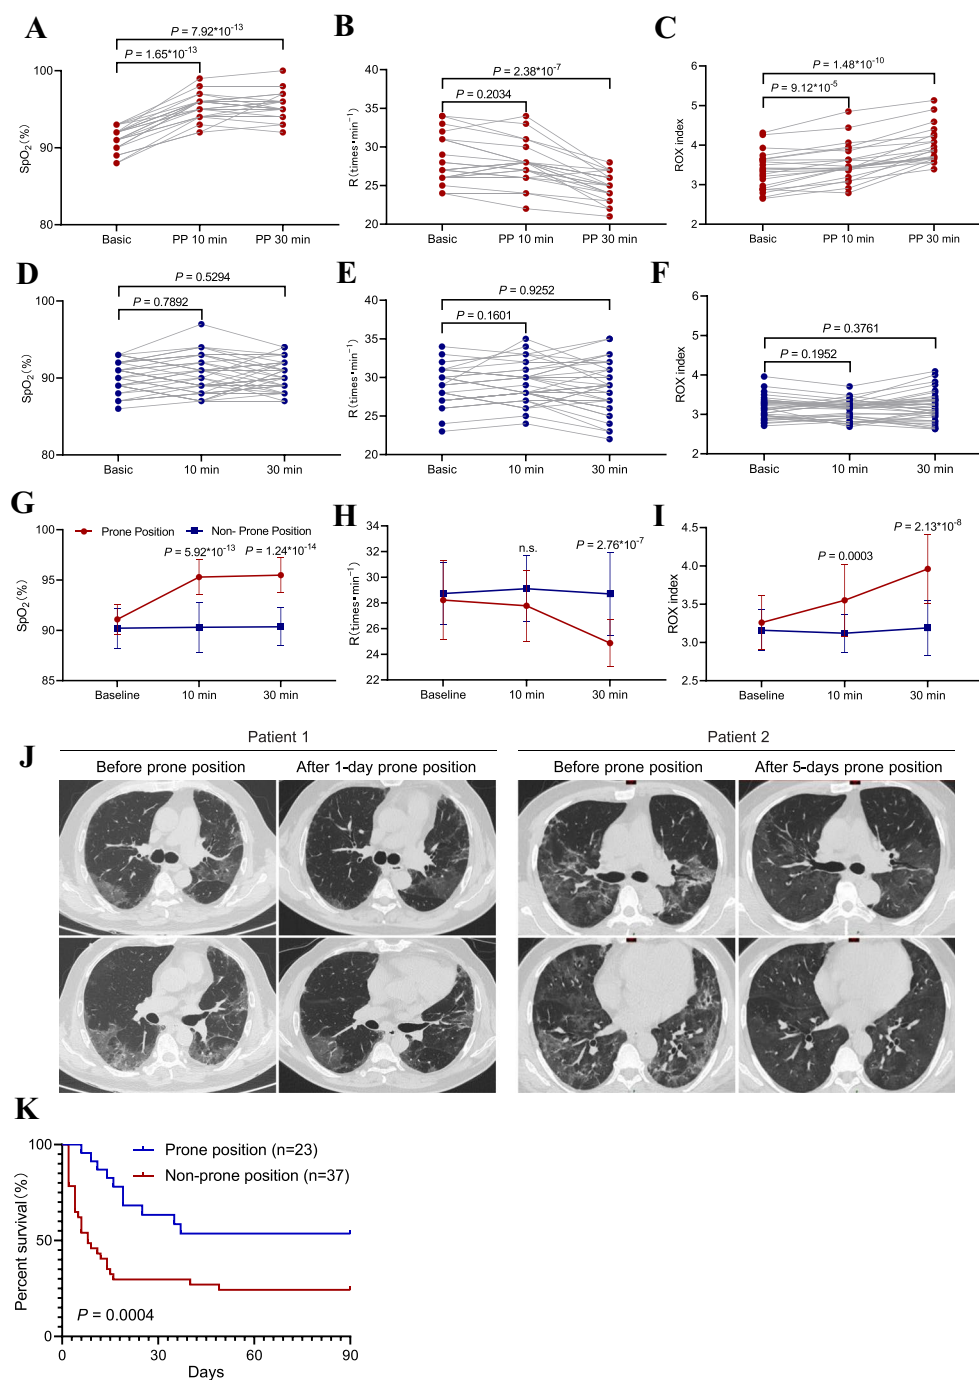 A
P = 7.92*10-13
P = 1.65*10-13
SpO2(%)
100
90
80
Basic
PP 10 min
PP 30 min
B
P = 2.38*10-7
P = 0.2034
R(times·min-1)
40
35
30
25
20
Basic
PP 10 min
PP 30 min
C
P = 1.48*10-10
P = 9.12*10-5
ROX index
6
5
4
3
2
Basic
PP 10 min
PP 30 min
D
P = 0.5294
P = 0.7892
SpO2(%)
100
90
80
Basic
10 min
30 min
E
P = 0.9252
P = 0.1601
R(times·min-1)
40
35
30
25
20
Basic
10 min
30 min
F
P = 0.3761
P = 0.1952
ROX index
6
5
4
3
2
Basic
10 min
30 min
G
Prone Position
Non- Prone Position
P = 5.92*10-13
P = 1.24*10-14
SpO2(%)
100
95
90
85
Baseline
10 min
30 min
H
n.s.
P = 2.76*10-7
R(times·min-1)
34
32
30
28
26
24
22
Baseline
10 min
30 min
I
P = 2.13*10-8
P = 0.0003
ROX index
4.5
4.0
3.5
3.0
2.5
Baseline
10 min
30 min
J
Patient 1
Patient 2
Before prone position
After 1-day prone position
Before prone position
After 5-days prone position
K
Prone position (n=23)
Non-prone position (n=37)
Percent survival(%)
100
50
0
P = 0.0004
0
30
60
90
Days